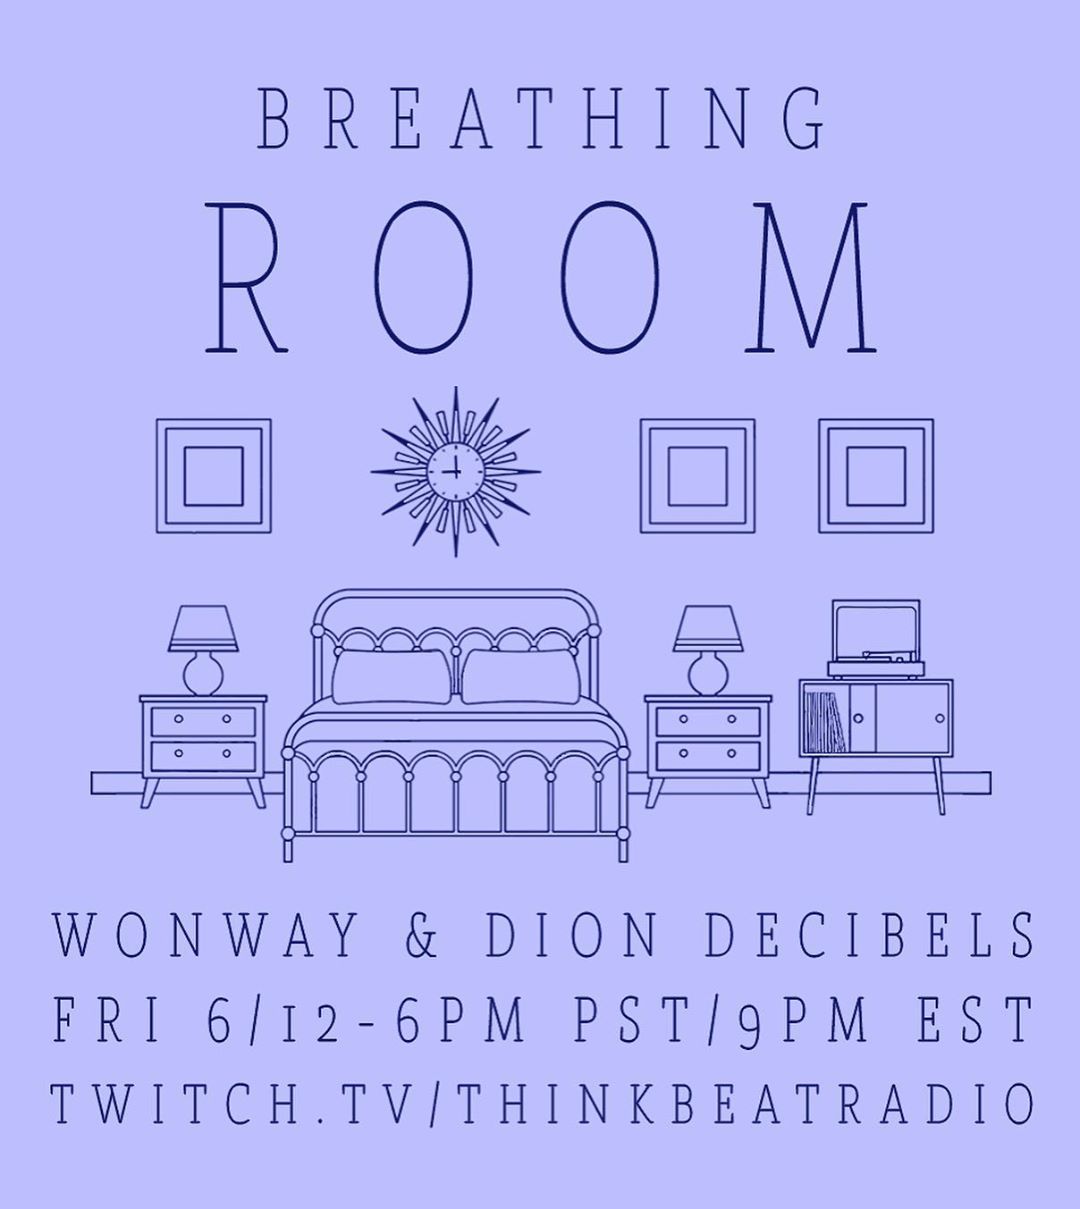 BREATHING
ROOM
WONWAY & DION DECIBELS
FRI 6/12-6PM PST/9PM EST
TWITCH.TV/THINKBEATRADIO